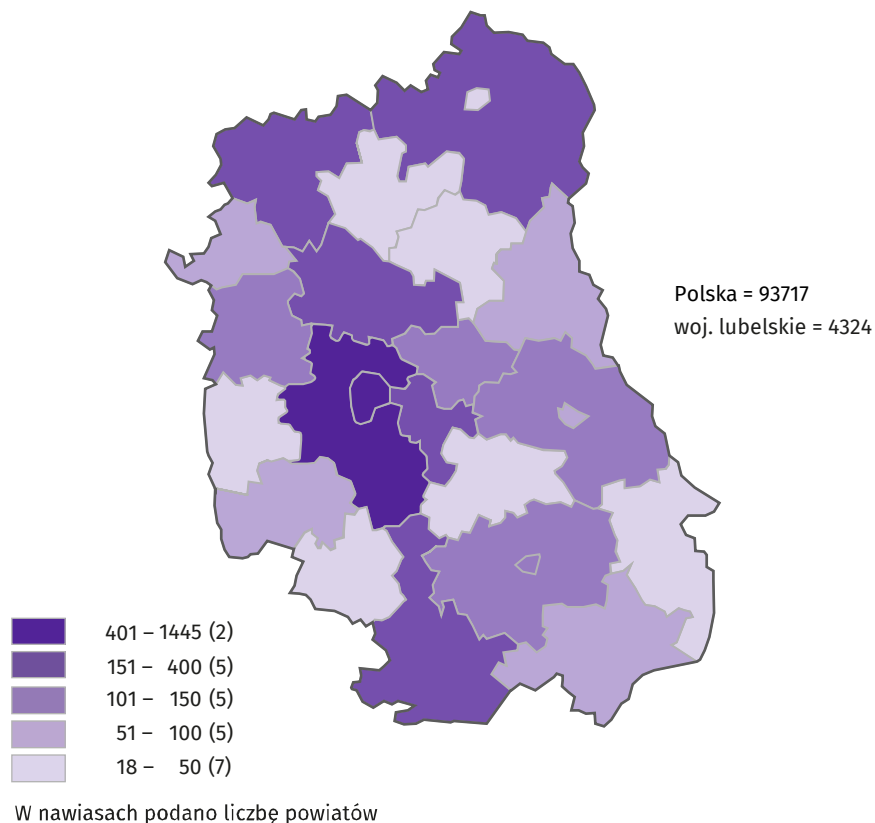 Polska = 93717
woj. lubelskie = 4324
401 – 1445 (2)
151 – 400 (5)
101 – 150 (5)
51 – 100 (5)
18 – 50 (7)
W nawiasach podano liczbę powiatów